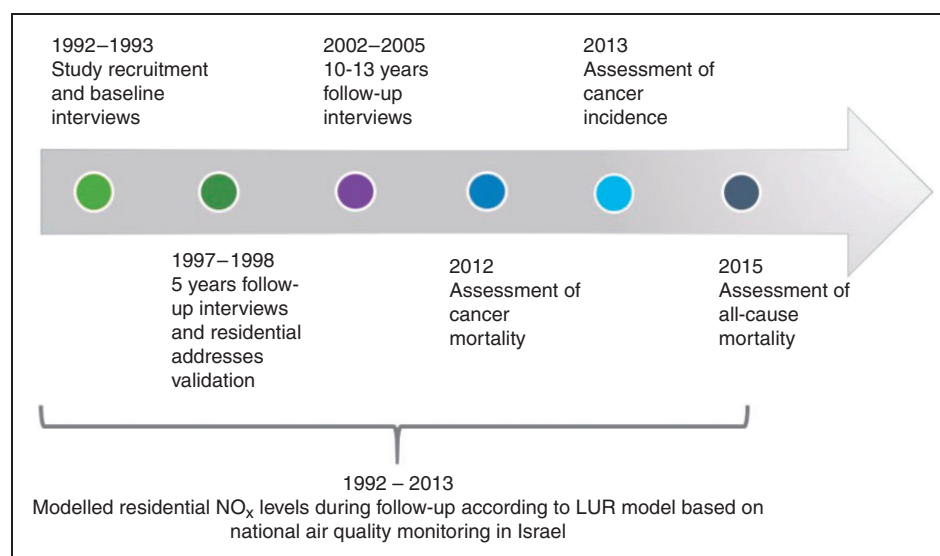 1992–1993
Study recruitment
and baseline
interviews
2002–2005
10-13 years
follow-up
interviews
2013
Assessment of
cancer
incidence
1997–1998
5 years follow-
up interviews
and residential
addresses
validation
2012
Assessment of
cancer
mortality
2015
Assessment of
all-cause
mortality
1992 – 2013
Modelled residential NOx levels during follow-up according to LUR model based on
national air quality monitoring in Israel